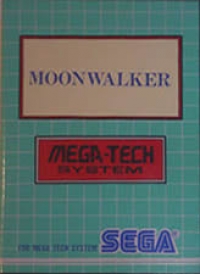 MOONWALKER
MEGA-TECH
SYSTEM
FOR MEGA TECH SYSTEM
SEGA